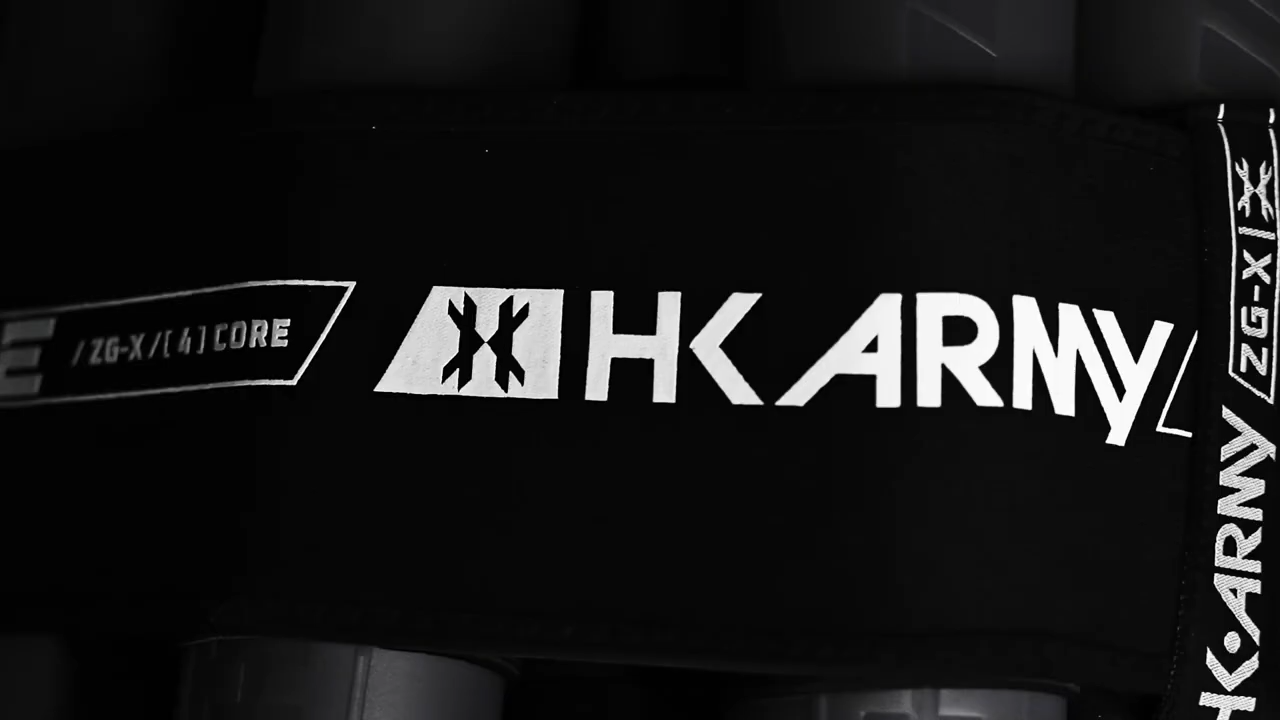 E / ZG-X /[ 4 ] CORE
HK ARMY
HK•ARMY ZG-X |